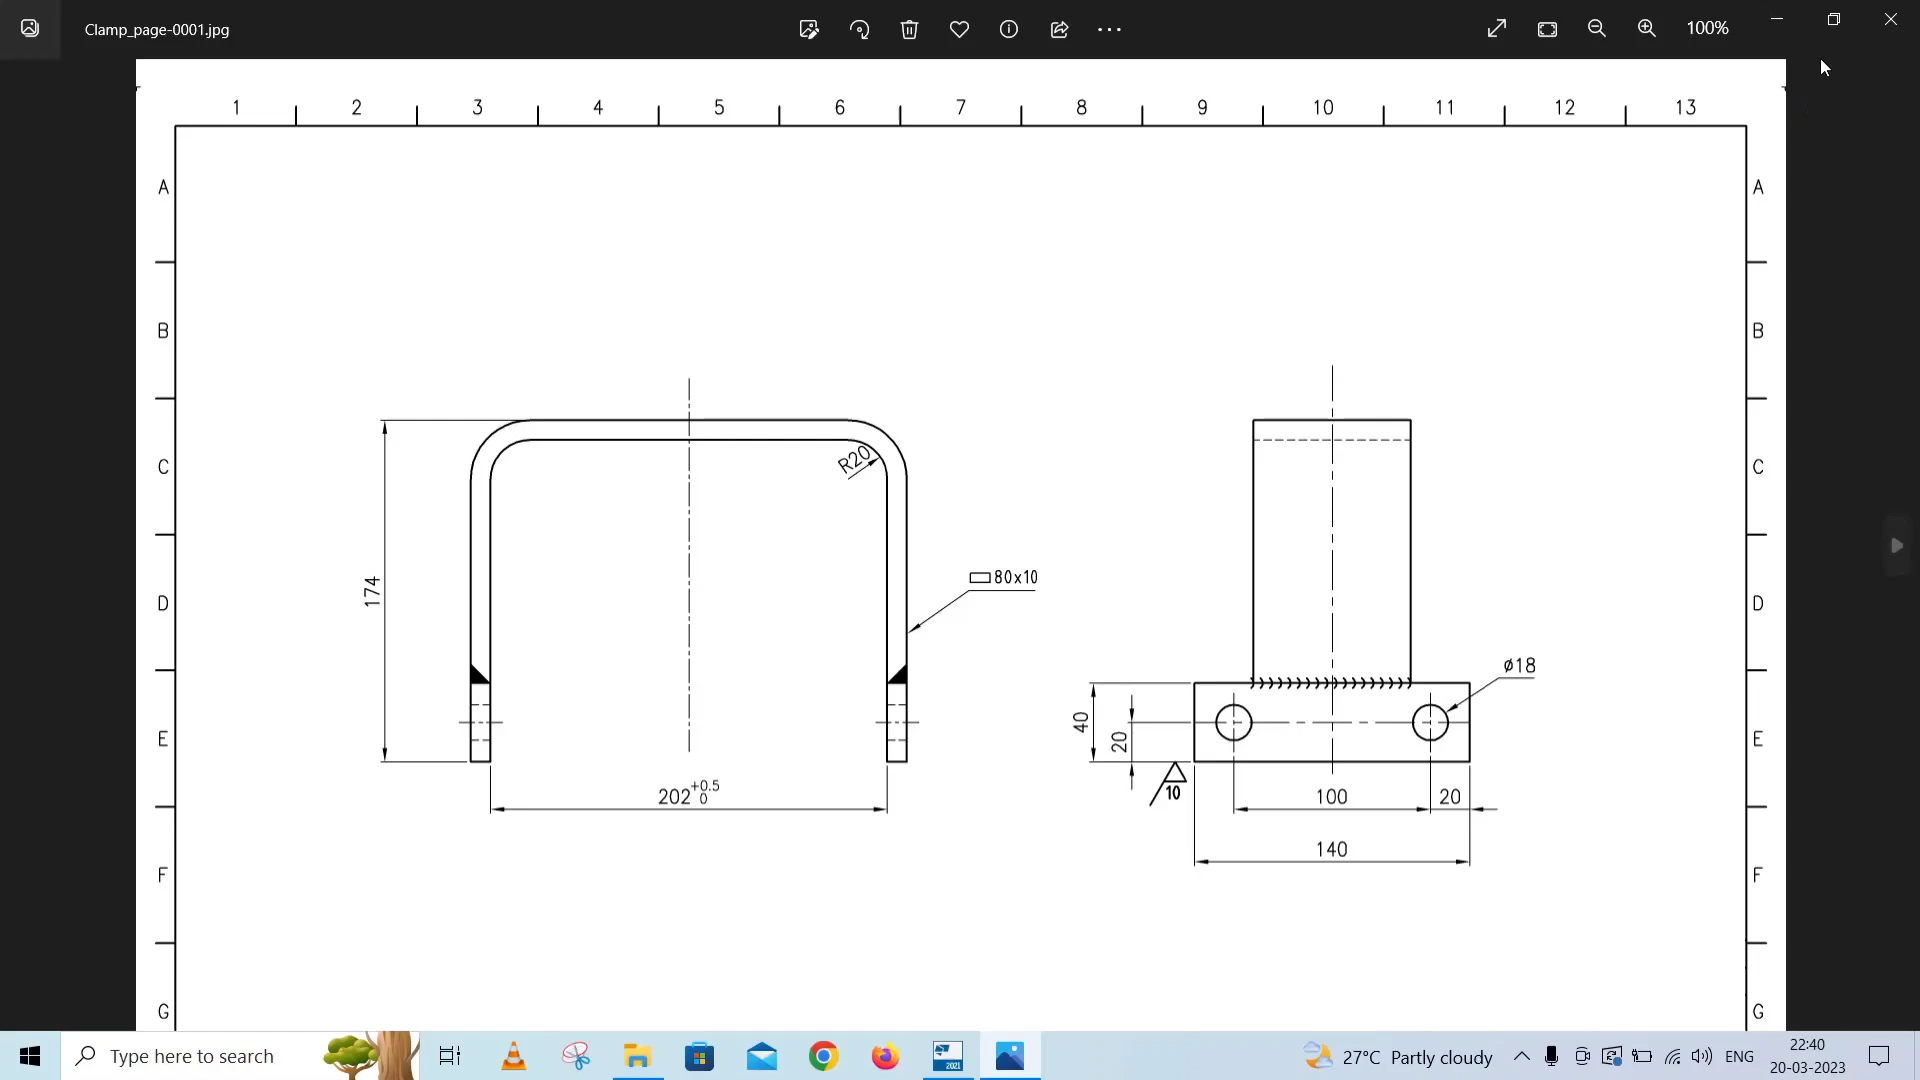 Clamp_page-0001.jpg
100%
1 2 3 4 5 6 7 8 9 10 11 12 13
A A
B B
C C
R20
174
80x10
D D
ø18
40
20
E E
10
202 +0.5 0
100 20
140
F F
G G
Type here to search
2021
27°C Partly cloudy
ENG
22:40
20-03-2023